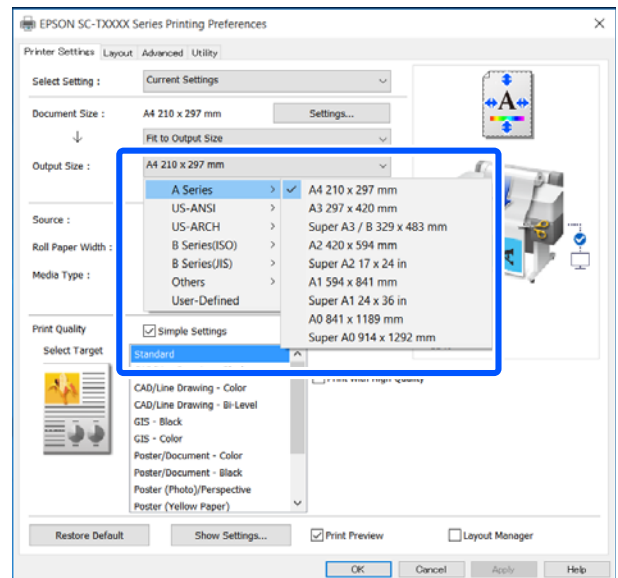 EPSON SC-TXXXX Series Printing Preferences
Printer Settings Layout Advanced Utility
Select Setting : Current Settings
Document Size : A4 210 x 297 mm Settings...
Fit to Output Size
Output Size : A4 210 x 297 mm
A Series
US-ANSI
US-ARCH
B Series(ISO)
B Series(JIS)
Others
User-Defined
A4 210 x 297 mm
A3 297 x 420 mm
Super A3 / B 329 x 483 mm
A2 420 x 594 mm
Super A2 17 x 24 in
A1 594 x 841 mm
Super A1 24 x 36 in
A0 841 x 1189 mm
Super A0 914 x 1292 mm
A
Source :
Roll Paper Width :
Media Type :
Print Quality Simple Settings
Select Target
Standard
CAD/Line Drawing - Color
CAD/Line Drawing - Bi-Level
GIS - Block
GIS - Color
Poster/Document - Color
Poster/Document - Black
Poster (Photo)/Perspective
Poster (Yellow Paper)
Print with High Quality
Restore Default Show Settings... Print Preview Layout Manager
OK Cancel Apply Help